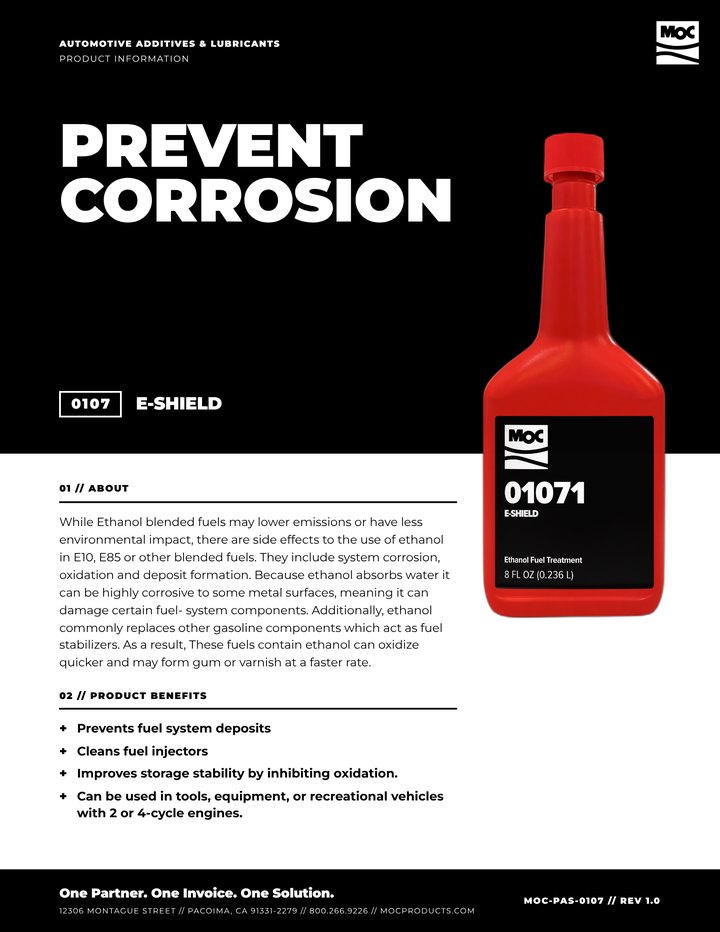 AUTOMOTIVE ADDITIVES & LUBRICANTS
PRODUCT INFORMATION
MOC
PREVENT
CORROSION
0107 E-SHIELD
MOC
01071
E-SHIELD
Ethanol Fuel Treatment
8 FL OZ (0.236 L)
01 // ABOUT
While Ethanol blended fuels may lower emissions or have less
environmental impact, there are side effects to the use of ethanol
in E10, E85 or other blended fuels. They include system corrosion,
oxidation and deposit formation. Because ethanol absorbs water it
can be highly corrosive to some metal surfaces, meaning it can
damage certain fuel- system components. Additionally, ethanol
commonly replaces other gasoline components which act as fuel
stabilizers. As a result, These fuels contain ethanol can oxidize
quicker and may form gum or varnish at a faster rate.
02 // PRODUCT BENEFITS
+ Prevents fuel system deposits
+ Cleans fuel injectors
+ Improves storage stability by inhibiting oxidation.
+ Can be used in tools, equipment, or recreational vehicles
with 2 or 4-cycle engines.
One Partner. One Invoice. One Solution.
12306 MONTAGUE STREET // PACOIMA, CA 91331-2279 // 800.266.9226 // MOCPRODUCTS.COM
MOC-PAS-0107 // REV 1.0